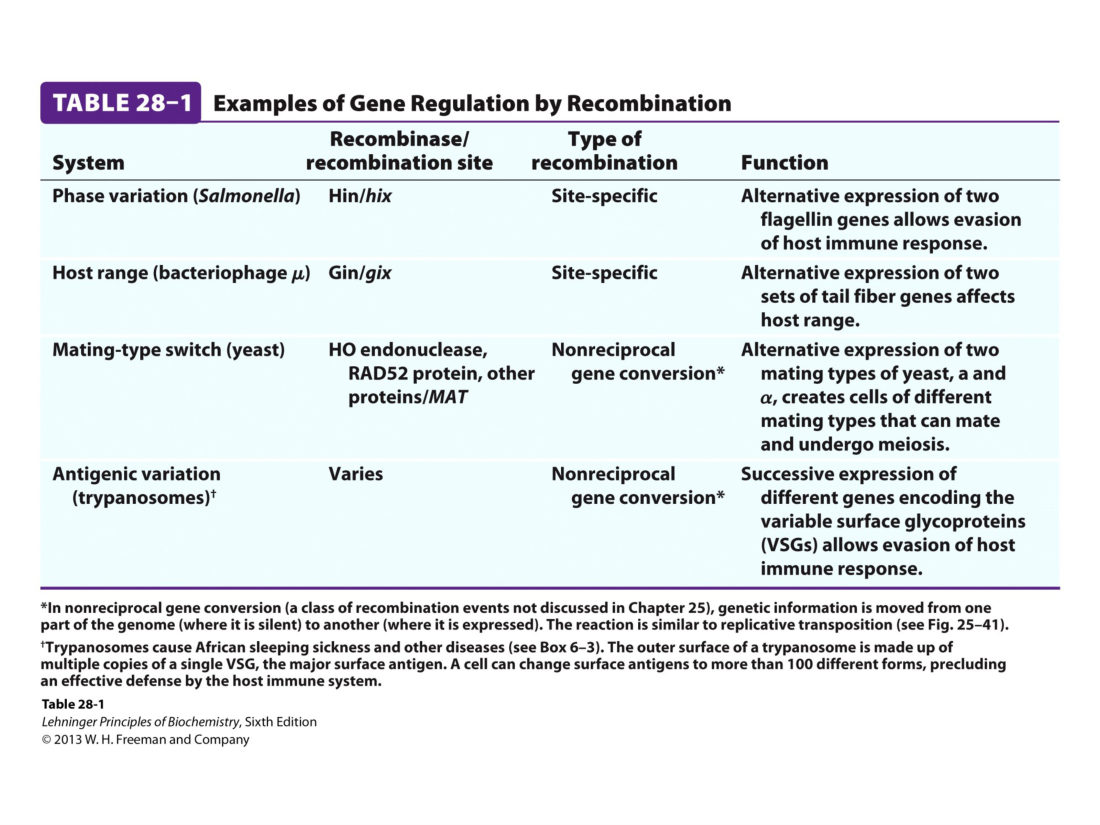 TABLE 28–1 Examples of Gene Regulation by Recombination
System Recombinase/ recombination site Type of recombination Function
Phase variation (Salmonella) Hin/hix Site-specific Alternative expression of two
flagellin genes allows evasion
of host immune response.
Host range (bacteriophage μ) Gin/gix Site-specific Alternative expression of two
sets of tail fiber genes affects
host range.
Mating-type switch (yeast) HO endonuclease, Nonreciprocal Alternative expression of two
RAD52 protein, other gene conversion* mating types of yeast, a and
proteins/MAT α, creates cells of different
mating types that can mate
and undergo meiosis.
Antigenic variation Varies Nonreciprocal Successive expression of
(trypanosomes)† gene conversion* different genes encoding the
variable surface glycoproteins
(VSGs) allows evasion of host
immune response.
*In nonreciprocal gene conversion (a class of recombination events not discussed in Chapter 25), genetic information is moved from one
part of the genome (where it is silent) to another (where it is expressed). The reaction is similar to replicative transposition (see Fig. 25–41).
†Trypanosomes cause African sleeping sickness and other diseases (see Box 6–3). The outer surface of a trypanosome is made up of
multiple copies of a single VSG, the major surface antigen. A cell can change surface antigens to more than 100 different forms, precluding
an effective defense by the host immune system.
Table 28-1
Lehninger Principles of Biochemistry, Sixth Edition
© 2013 W. H. Freeman and Company